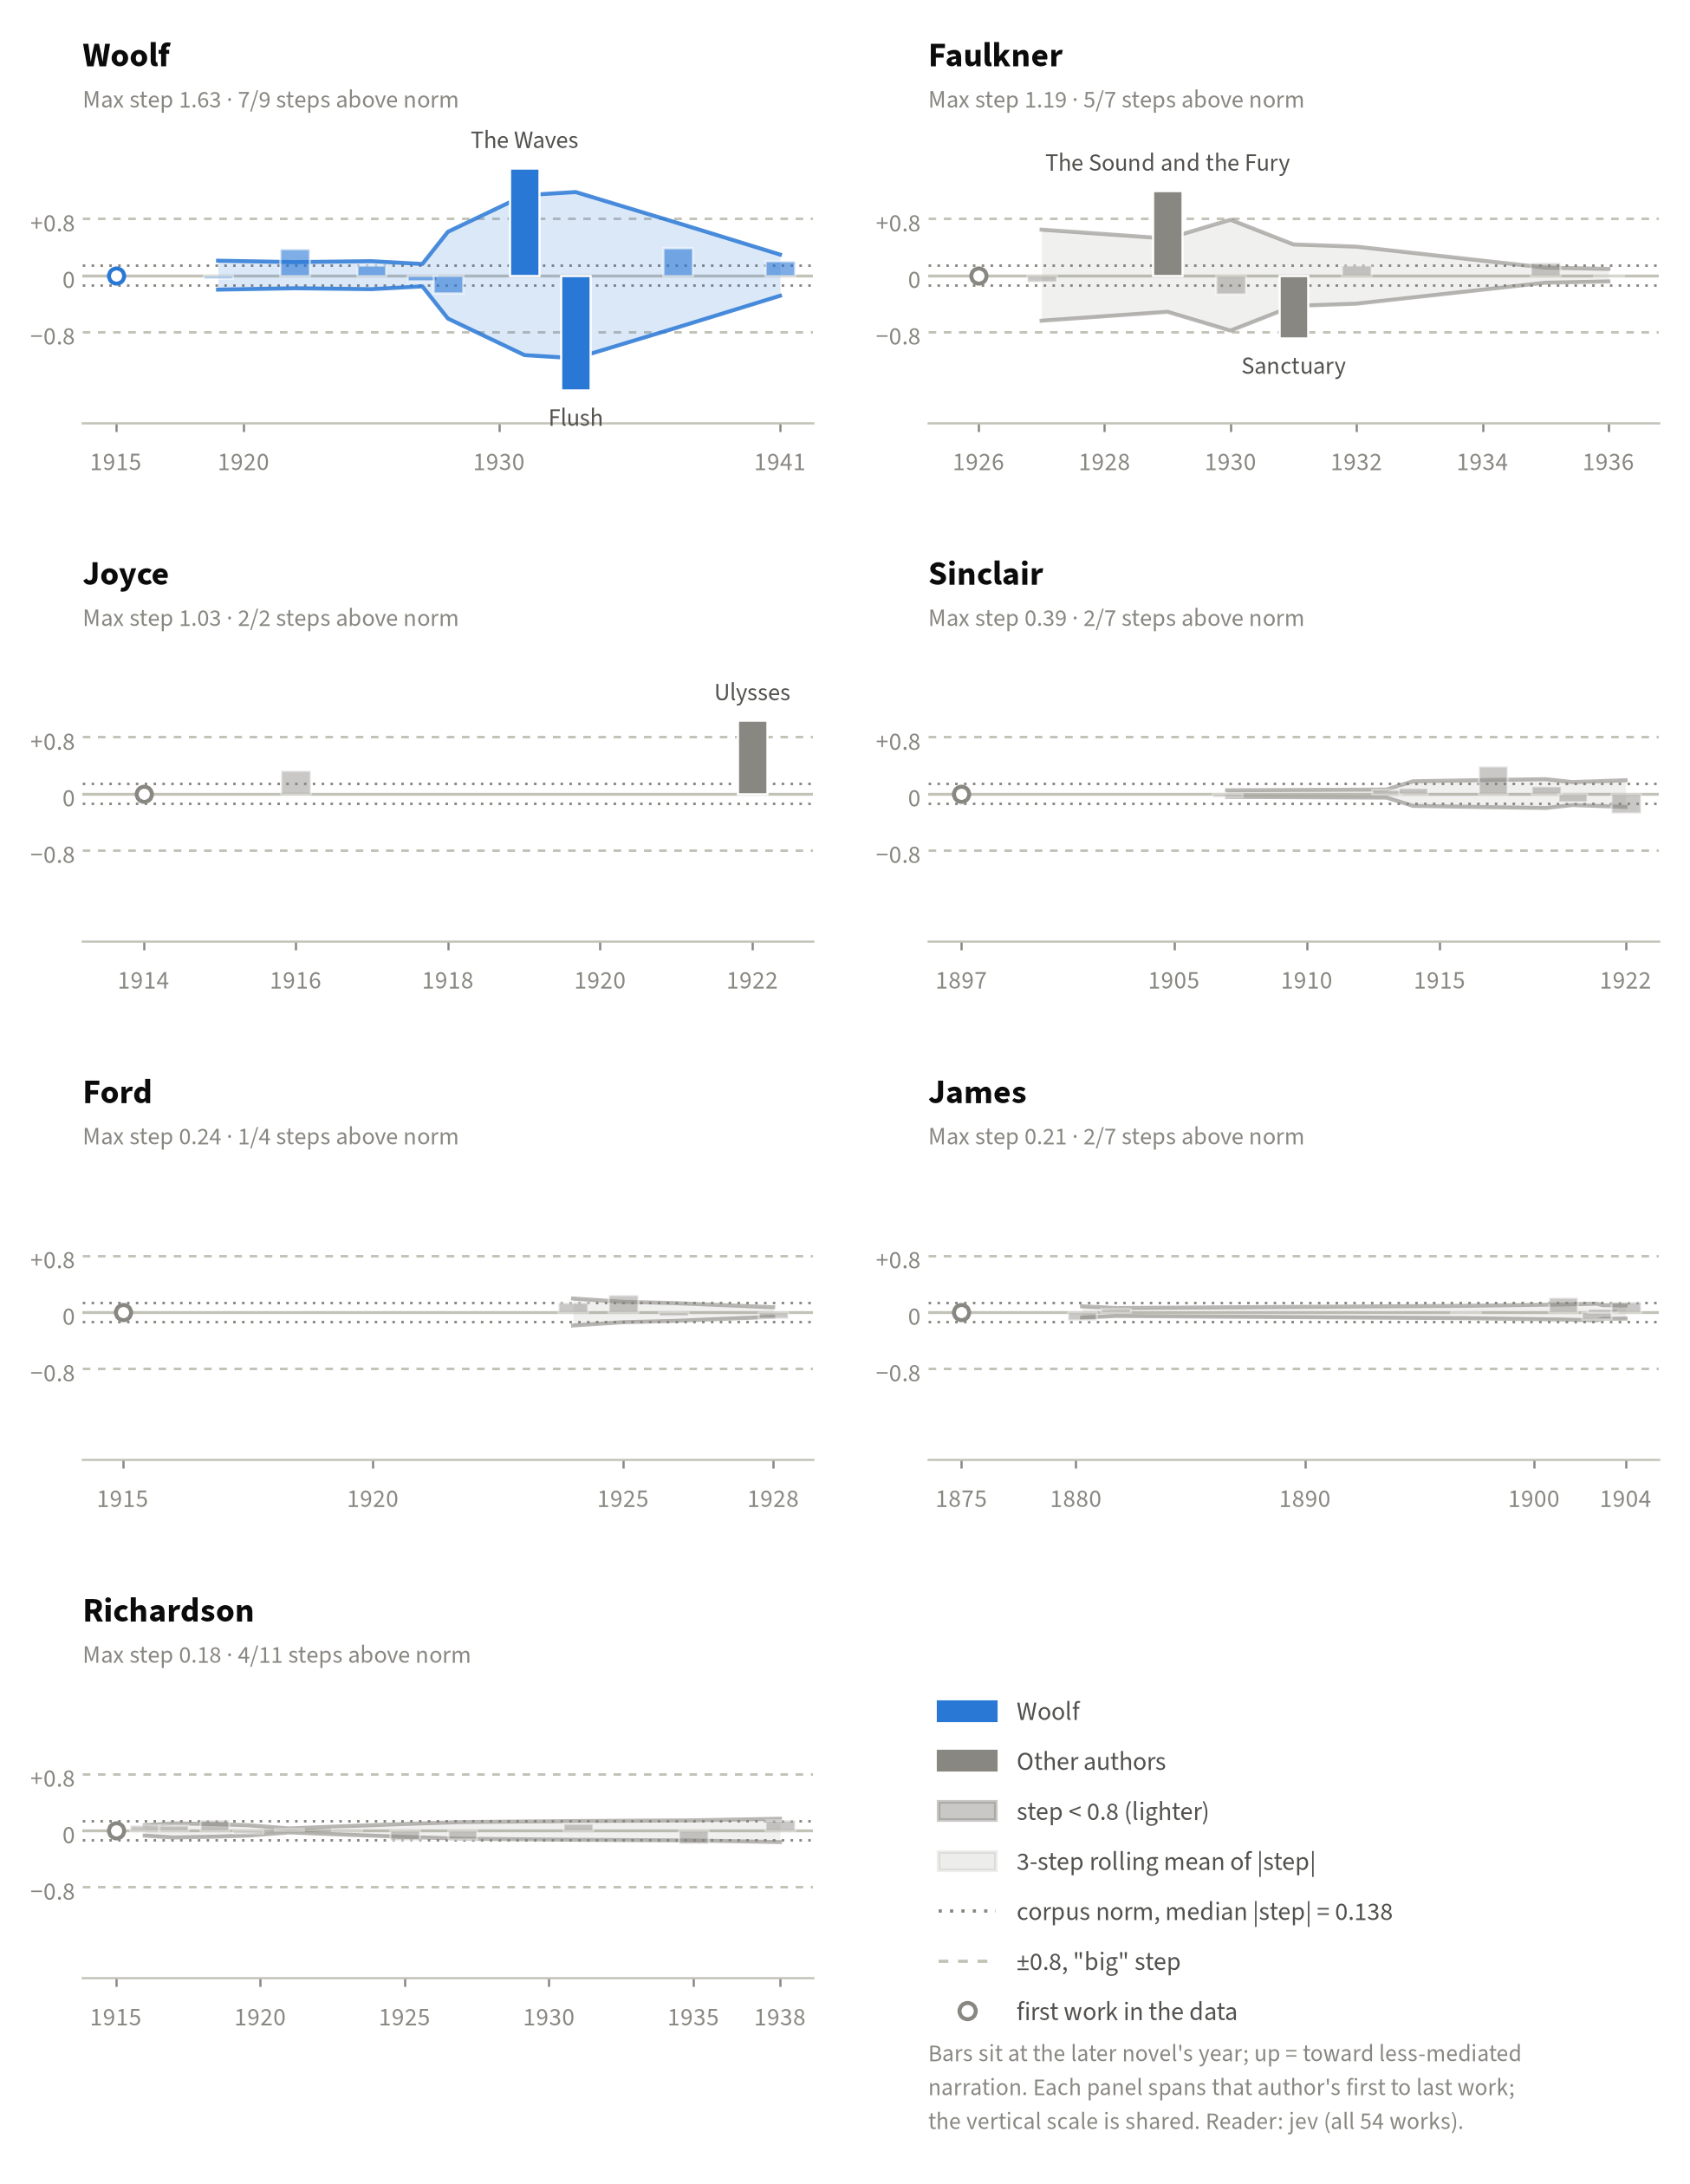 Woolf
Max step 1.63 · 7/9 steps above norm
The Waves
+0.8
0
−0.8
Flush
1915 1920 1930 1941
Faulkner
Max step 1.19 · 5/7 steps above norm
The Sound and the Fury
+0.8
0
−0.8
Sanctuary
1926 1928 1930 1932 1934 1936
Joyce
Max step 1.03 · 2/2 steps above norm
Ulysses
+0.8
0
−0.8
1914 1916 1918 1920 1922
Sinclair
Max step 0.39 · 2/7 steps above norm
+0.8
0
−0.8
1897 1905 1910 1915 1922
Ford
Max step 0.24 · 1/4 steps above norm
+0.8
0
−0.8
1915 1920 1925 1928
James
Max step 0.21 · 2/7 steps above norm
+0.8
0
−0.8
1875 1880 1890 1900 1904
Richardson
Max step 0.18 · 4/11 steps above norm
+0.8
0
−0.8
1915 1920 1925 1930 1935 1938
Woolf
Other authors
step < 0.8 (lighter)
3-step rolling mean of |step|
corpus norm, median |step| = 0.138
±0.8, "big" step
first work in the data
Bars sit at the later novel's year; up = toward less-mediated
narration. Each panel spans that author's first to last work;
the vertical scale is shared. Reader: jev (all 54 works).